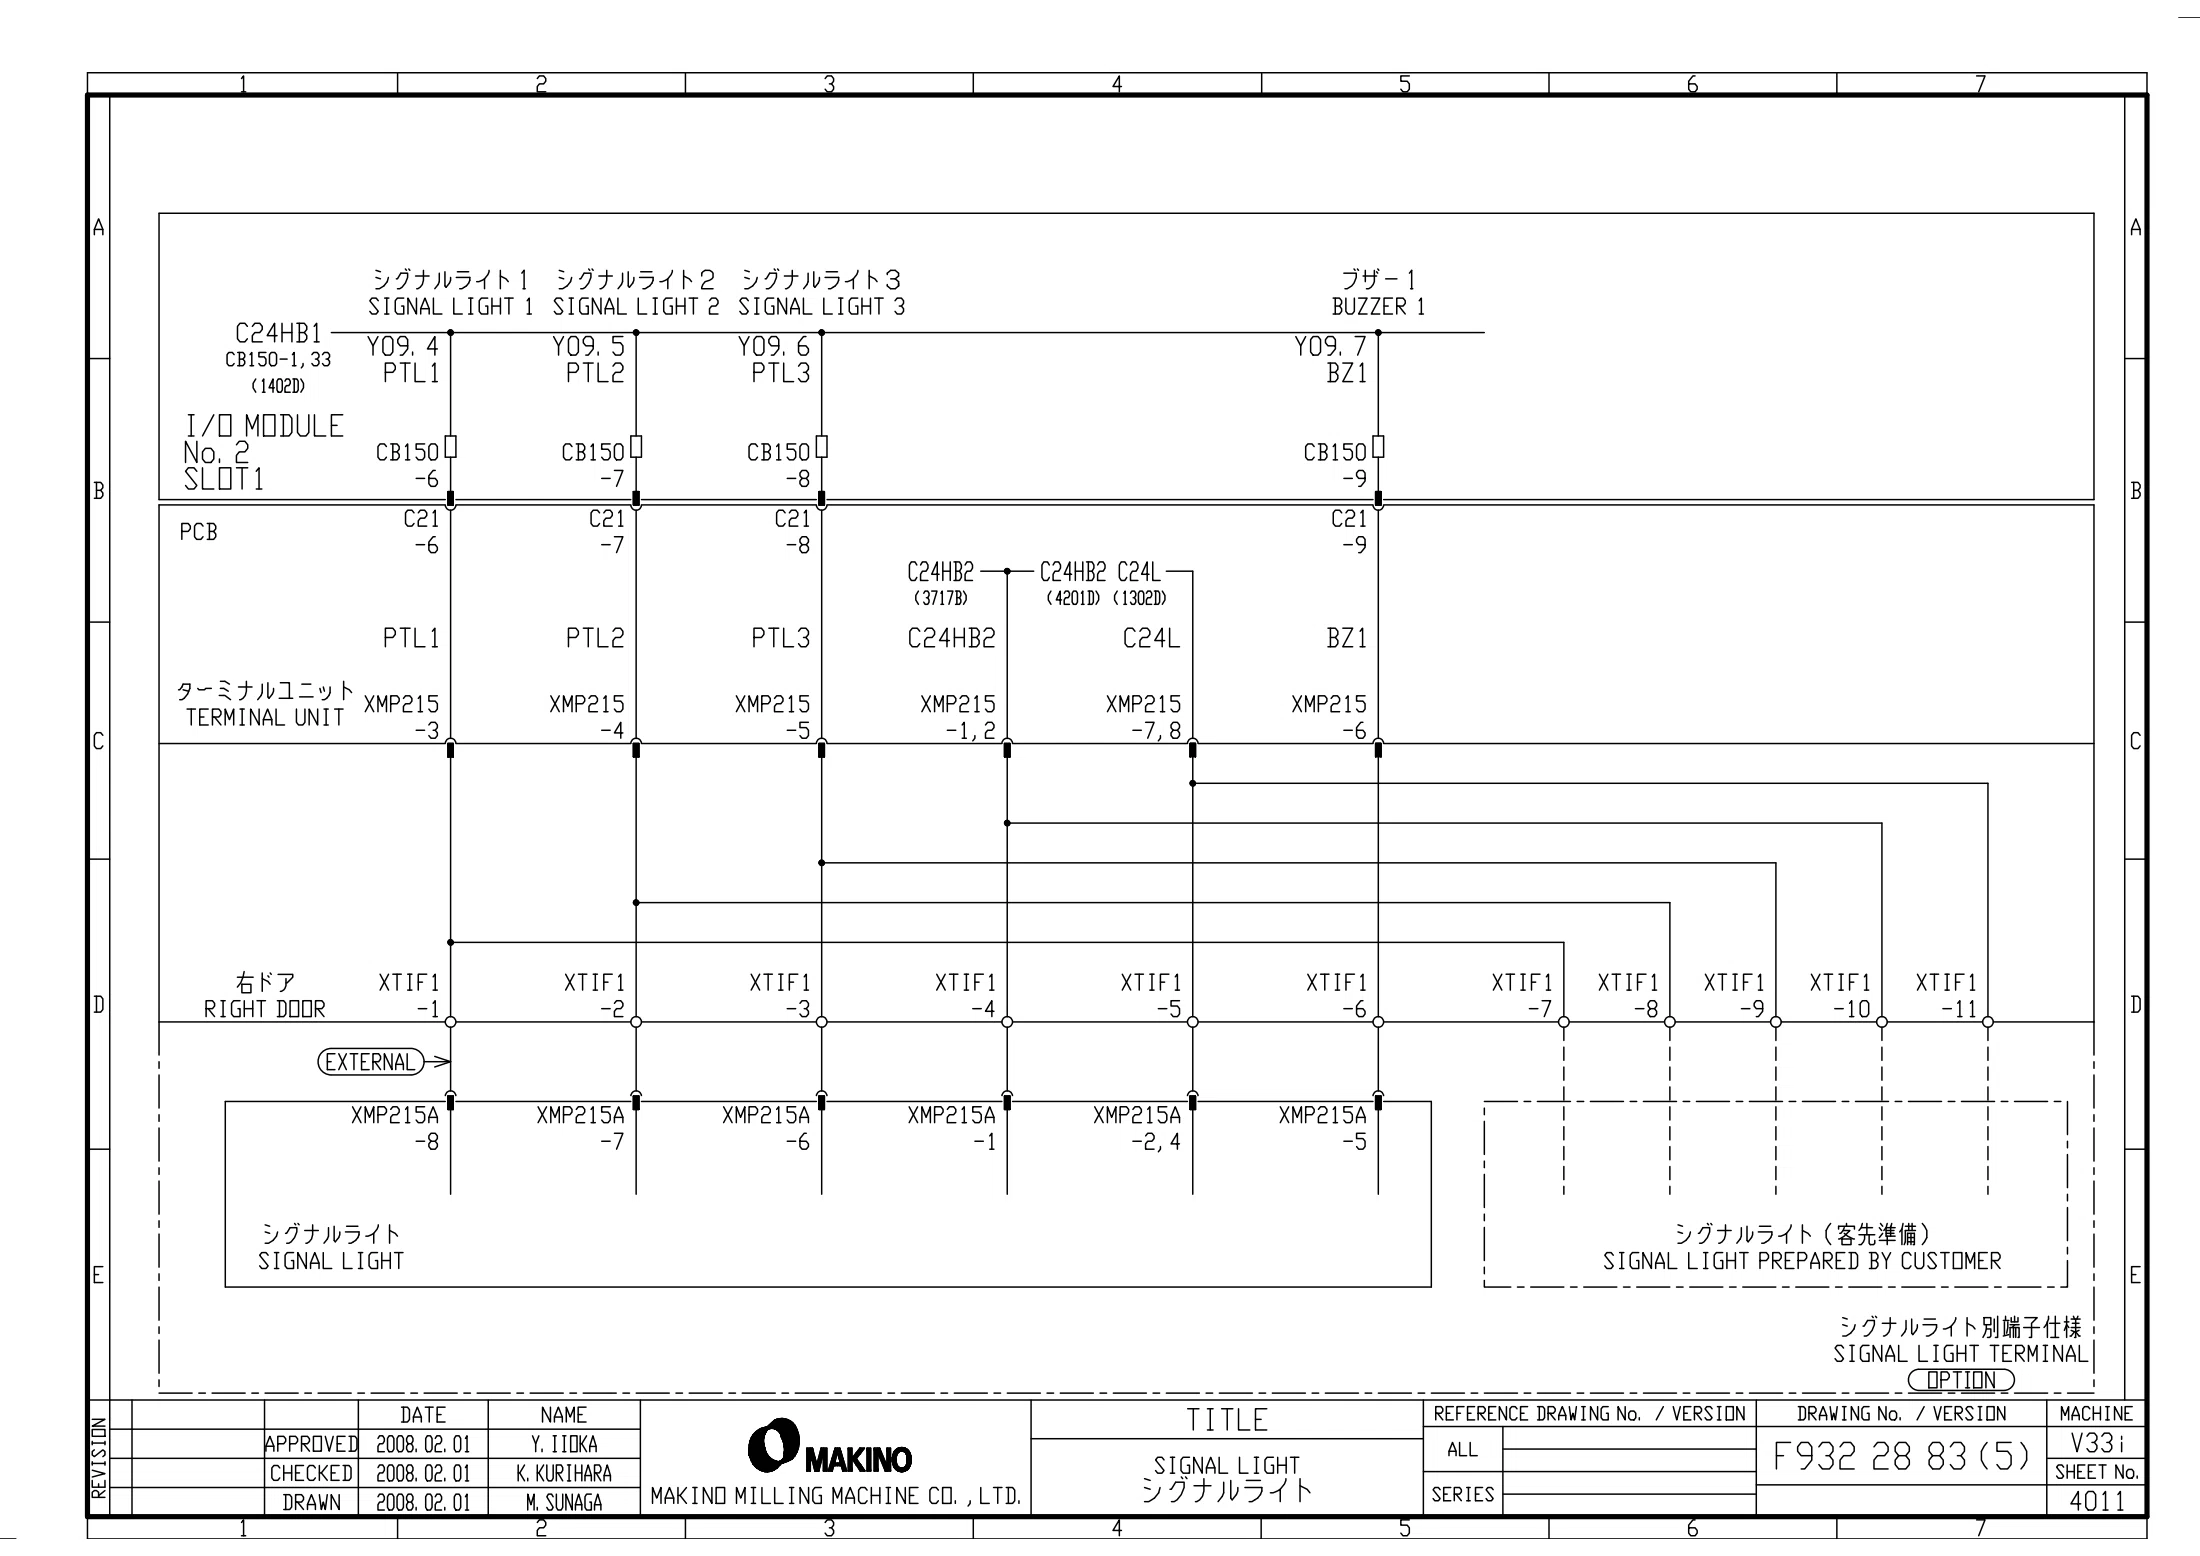 1 2 3 4 5 6 7
A A
シグナルライト1 シグナルライト2 シグナルライト3 ブザー1
SIGNAL LIGHT 1 SIGNAL LIGHT 2 SIGNAL LIGHT 3 BUZZER 1
C24HB1
Y09.4 Y09.5 Y09.6 Y09.7
CB150-1,33
PTL1 PTL2 PTL3 BZ1
(1402D)
I/O MODULE
No.2
SLOT1
CB150 CB150 CB150 CB150
-6 -7 -8 -9
B B
PCB
C21 C21 C21 C21
-6 -7 -8 -9
C24HB2 C24HB2 C24L
(3717B) (4201D) (1302D)
PTL1 PTL2 PTL3 C24HB2 C24L BZ1
ターミナルユニット
TERMINAL UNIT
XMP215 XMP215 XMP215 XMP215 XMP215 XMP215
-3 -4 -5 -1,2 -7,8 -6
C C
右ドア
RIGHT DOOR
XTIF1 XTIF1 XTIF1 XTIF1 XTIF1 XTIF1 XTIF1 XTIF1 XTIF1 XTIF1 XTIF1
-1 -2 -3 -4 -5 -6 -7 -8 -9 -10 -11
D D
EXTERNAL
XMP215A XMP215A XMP215A XMP215A XMP215A XMP215A
-8 -7 -6 -1 -2,4 -5
シグナルライト
SIGNAL LIGHT
シグナルライト(客先準備)
SIGNAL LIGHT PREPARED BY CUSTOMER
E E
シグナルライト別端子仕様
SIGNAL LIGHT TERMINAL
OPTION
REVISION
DATE NAME
APPROVED 2008.02.01 Y.IIOKA
CHECKED 2008.02.01 K.KURIHARA
DRAWN 2008.02.01 M.SUNAGA
MAKINO
MAKINO MILLING MACHINE CO.,LTD.
TITLE
SIGNAL LIGHT
シグナルライト
REFERENCE DRAWING No. / VERSION
ALL
SERIES
DRAWING No. / VERSION
F932 28 83(5)
MACHINE
V33i
SHEET No.
4011
1 2 3 4 5 6 7